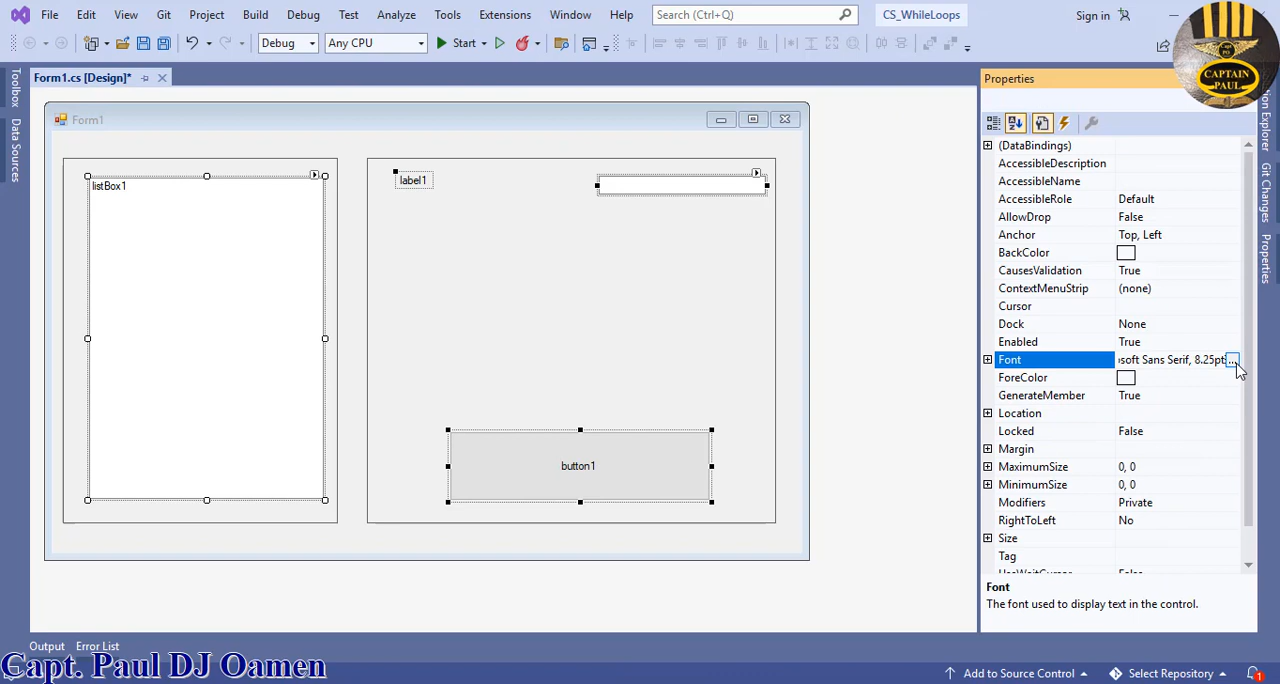 File Edit View Git Project Build Debug Test Analyze Tools Extensions Window Help Search (Ctrl+Q) CS_WhileLoops Sign in
Debug Any CPU Start
Form1.cs [Design]*
Toolbox
Data Sources
Form1
listBox1
label1
button1
Properties
(DataBindings)
AccessibleDescription
AccessibleName
AccessibleRole Default
AllowDrop False
Anchor Top, Left
BackColor
CausesValidation True
ContextMenuStrip (none)
Cursor
Dock None
Enabled True
Font osoft Sans Serif, 8.25pt ...
ForeColor
GenerateMember True
Location
Locked False
Margin
MaximumSize 0, 0
MinimumSize 0, 0
Modifiers Private
RightToLeft No
Size
Tag
UseWaitCursor False
Font
The font used to display text in the control.
CAPTAIN
PAUL
Git Changes
Properties
Output Error List
Capt. Paul DJ Oamen
Add to Source Control Select Repository 1